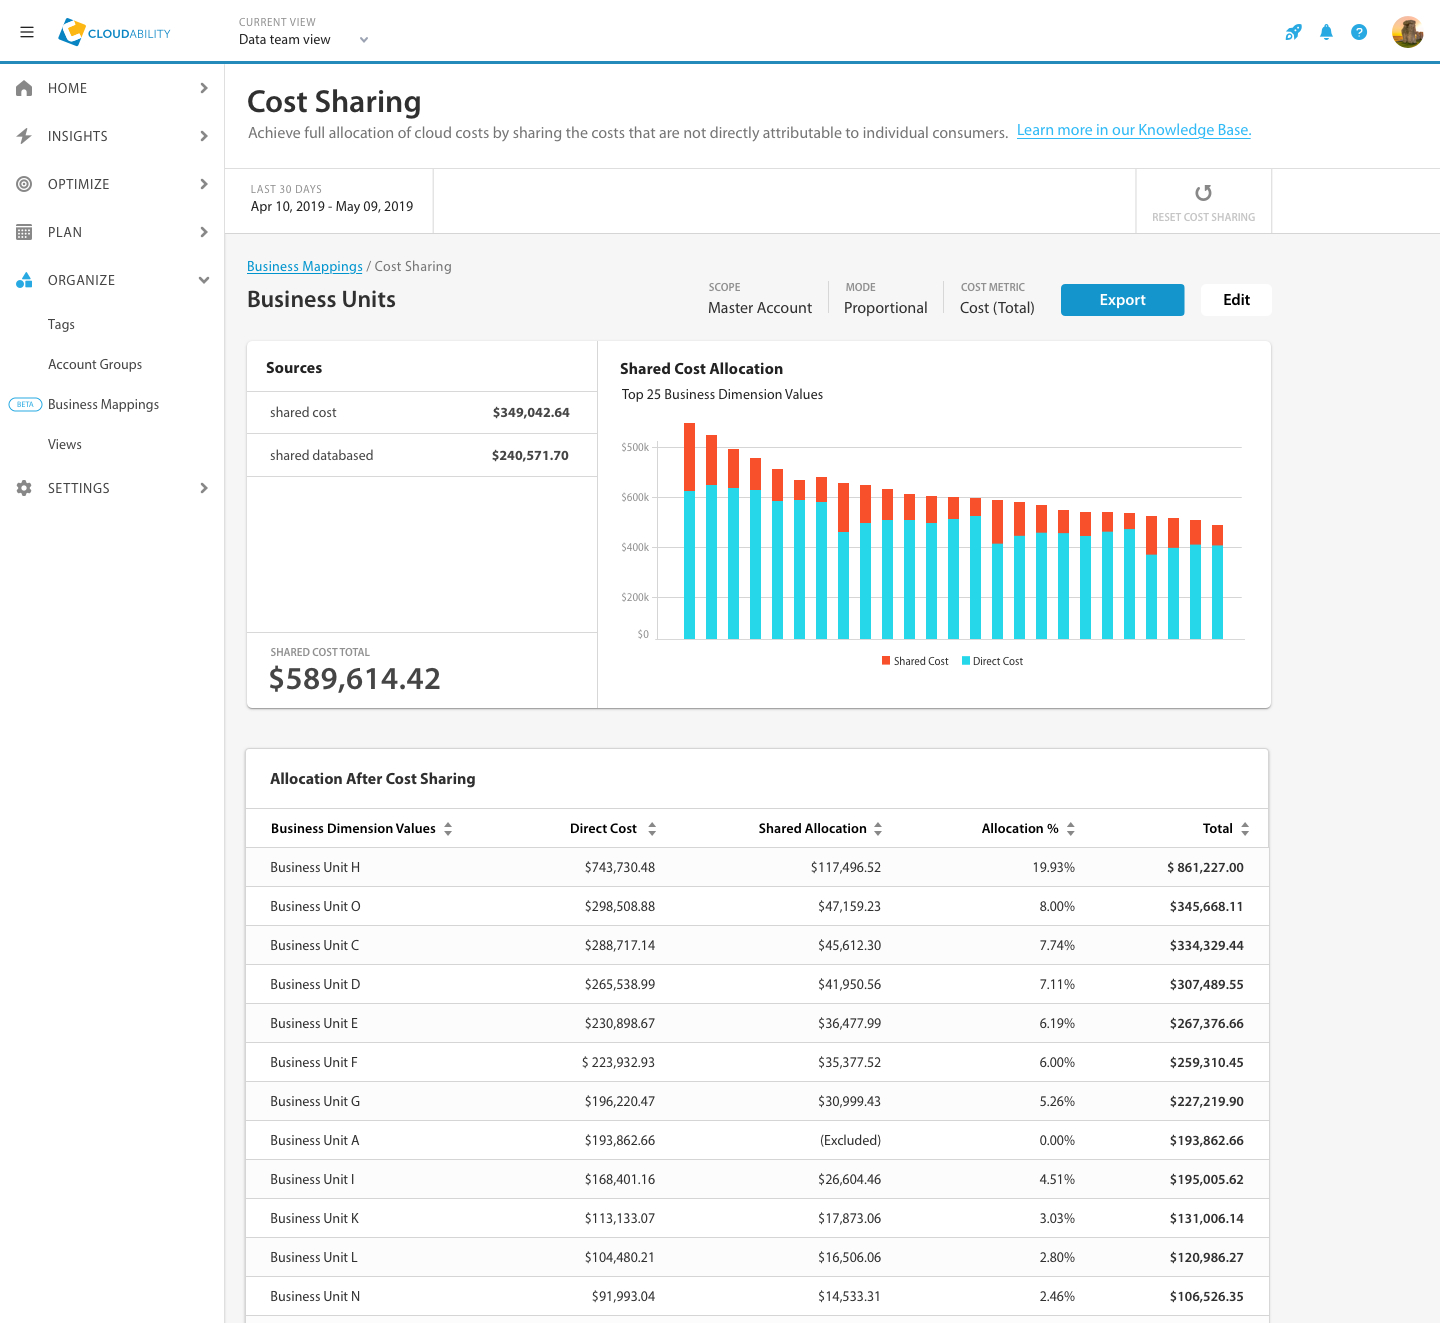 CLOUDABILITY
CURRENT VIEW
Data team view
HOME
INSIGHTS
OPTIMIZE
PLAN
ORGANIZE
Tags
Account Groups
BETA Business Mappings
Views
SETTINGS
Cost Sharing
Achieve full allocation of cloud costs by sharing the costs that are not directly attributable to individual consumers. Learn more in our Knowledge Base.
LAST 30 DAYS
Apr 10, 2019 - May 09, 2019
RESET COST SHARING
Business Mappings / Cost Sharing
Business Units
SCOPE
Master Account
MODE
Proportional
COST METRIC
Cost (Total)
Export
Edit
Sources
shared cost $349,042.64
shared databased $240,571.70
SHARED COST TOTAL
$589,614.42
Shared Cost Allocation
Top 25 Business Dimension Values
$500k
$600k
$400k
$200k
$0
Shared Cost Direct Cost
Allocation After Cost Sharing
Business Dimension Values Direct Cost Shared Allocation Allocation % Total
Business Unit H $743,730.48 $117,496.52 19.93% $ 861,227.00
Business Unit O $298,508.88 $47,159.23 8.00% $345,668.11
Business Unit C $288,717.14 $45,612.30 7.74% $334,329.44
Business Unit D $265,538.99 $41,950.56 7.11% $307,489.55
Business Unit E $230,898.67 $36,477.99 6.19% $267,376.66
Business Unit F $ 223,932.93 $35,377.52 6.00% $259,310.45
Business Unit G $196,220.47 $30,999.43 5.26% $227,219.90
Business Unit A $193,862.66 (Excluded) 0.00% $193,862.66
Business Unit I $168,401.16 $26,604.46 4.51% $195,005.62
Business Unit K $113,133.07 $17,873.06 3.03% $131,006.14
Business Unit L $104,480.21 $16,506.06 2.80% $120,986.27
Business Unit N $91,993.04 $14,533.31 2.46% $106,526.35